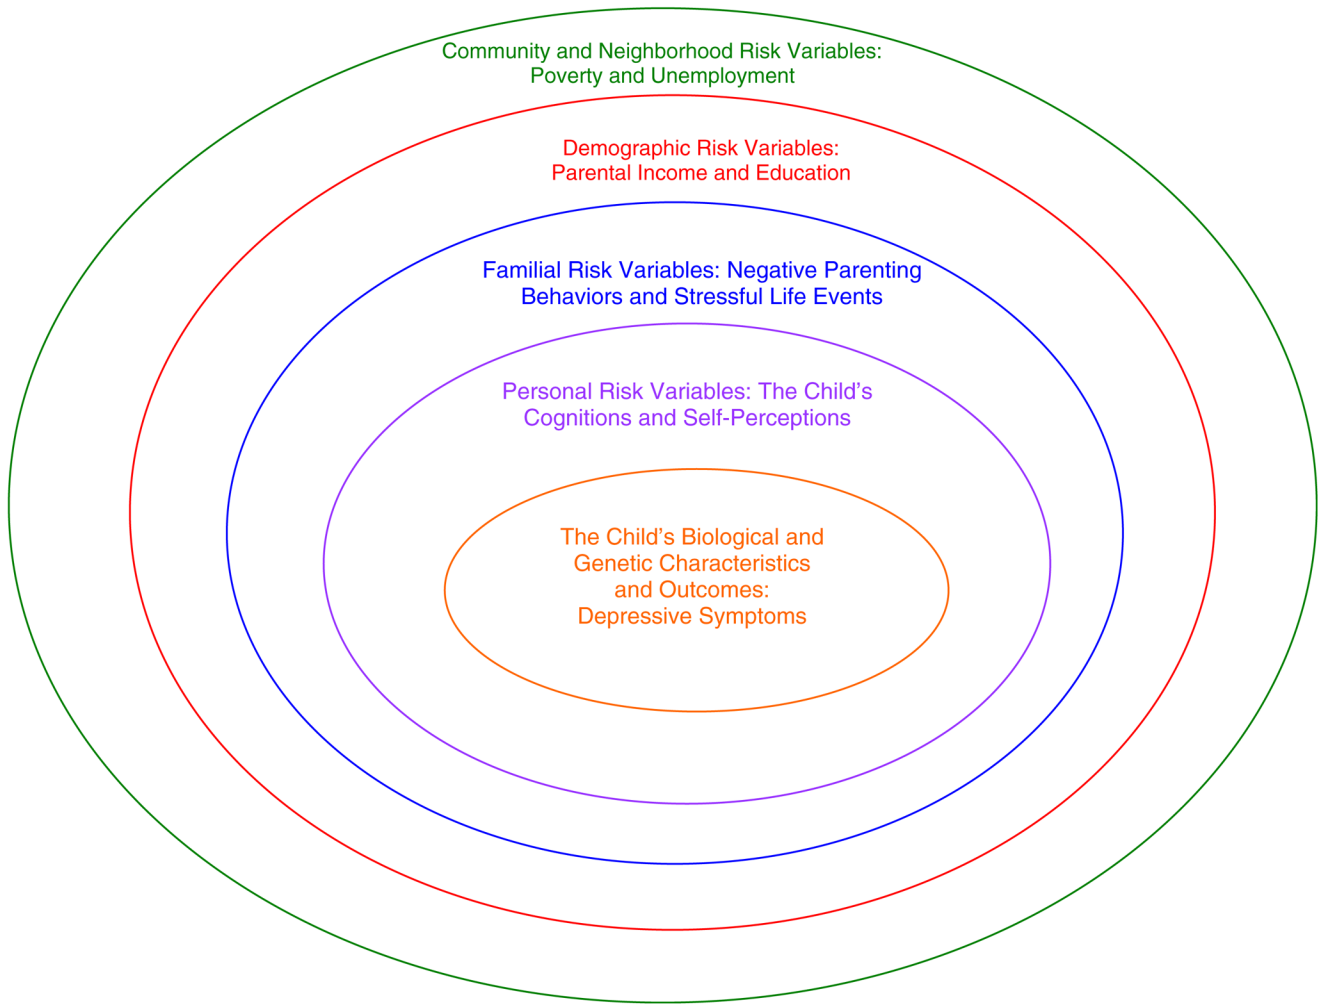 Community and Neighborhood Risk Variables:
Poverty and Unemployment
Demographic Risk Variables:
Parental Income and Education
Familial Risk Variables: Negative Parenting
Behaviors and Stressful Life Events
Personal Risk Variables: The Child’s
Cognitions and Self-Perceptions
The Child’s Biological and
Genetic Characteristics
and Outcomes:
Depressive Symptoms